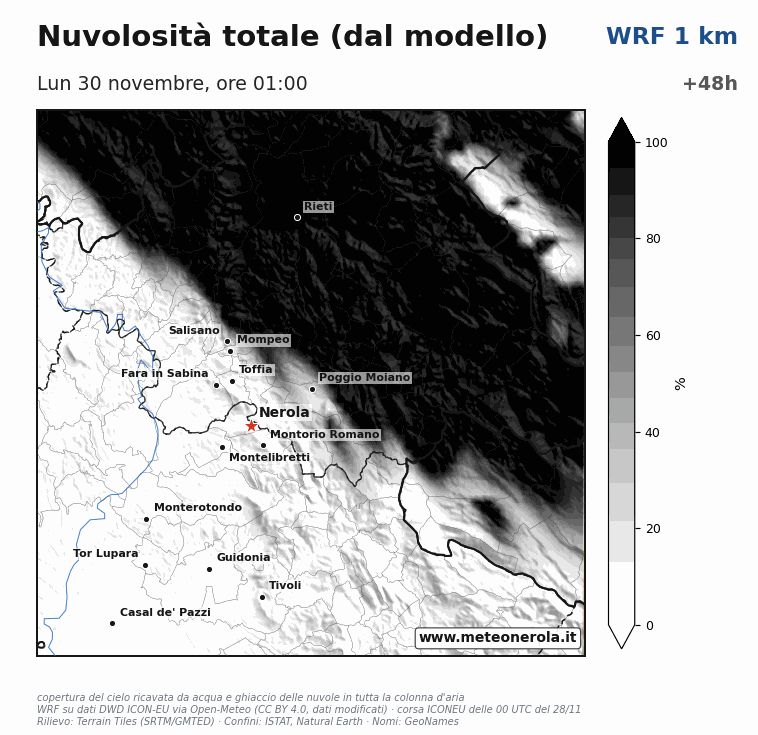 Nuvolosità totale (dal modello)
WRF 1 km
Lun 30 novembre, ore 01:00
+48h
100
80
60
40
20
0
%
Rieti
Salisano
Mompeo
Fara in Sabina
Toffia
Poggio Moiano
Nerola
Montorio Romano
Montelibretti
Monterotondo
Tor Lupara
Guidonia
Tivoli
Casal de' Pazzi
www.meteonerola.it
copertura del cielo ricavata da acqua e ghiaccio delle nuvole in tutta la colonna d'aria
WRF su dati DWD ICON-EU via Open-Meteo (CC BY 4.0, dati modificati) · corsa ICONEU delle 00 UTC del 28/11
Rilievo: Terrain Tiles (SRTM/GMTED) · Confini: ISTAT, Natural Earth · Nomi: GeoNames